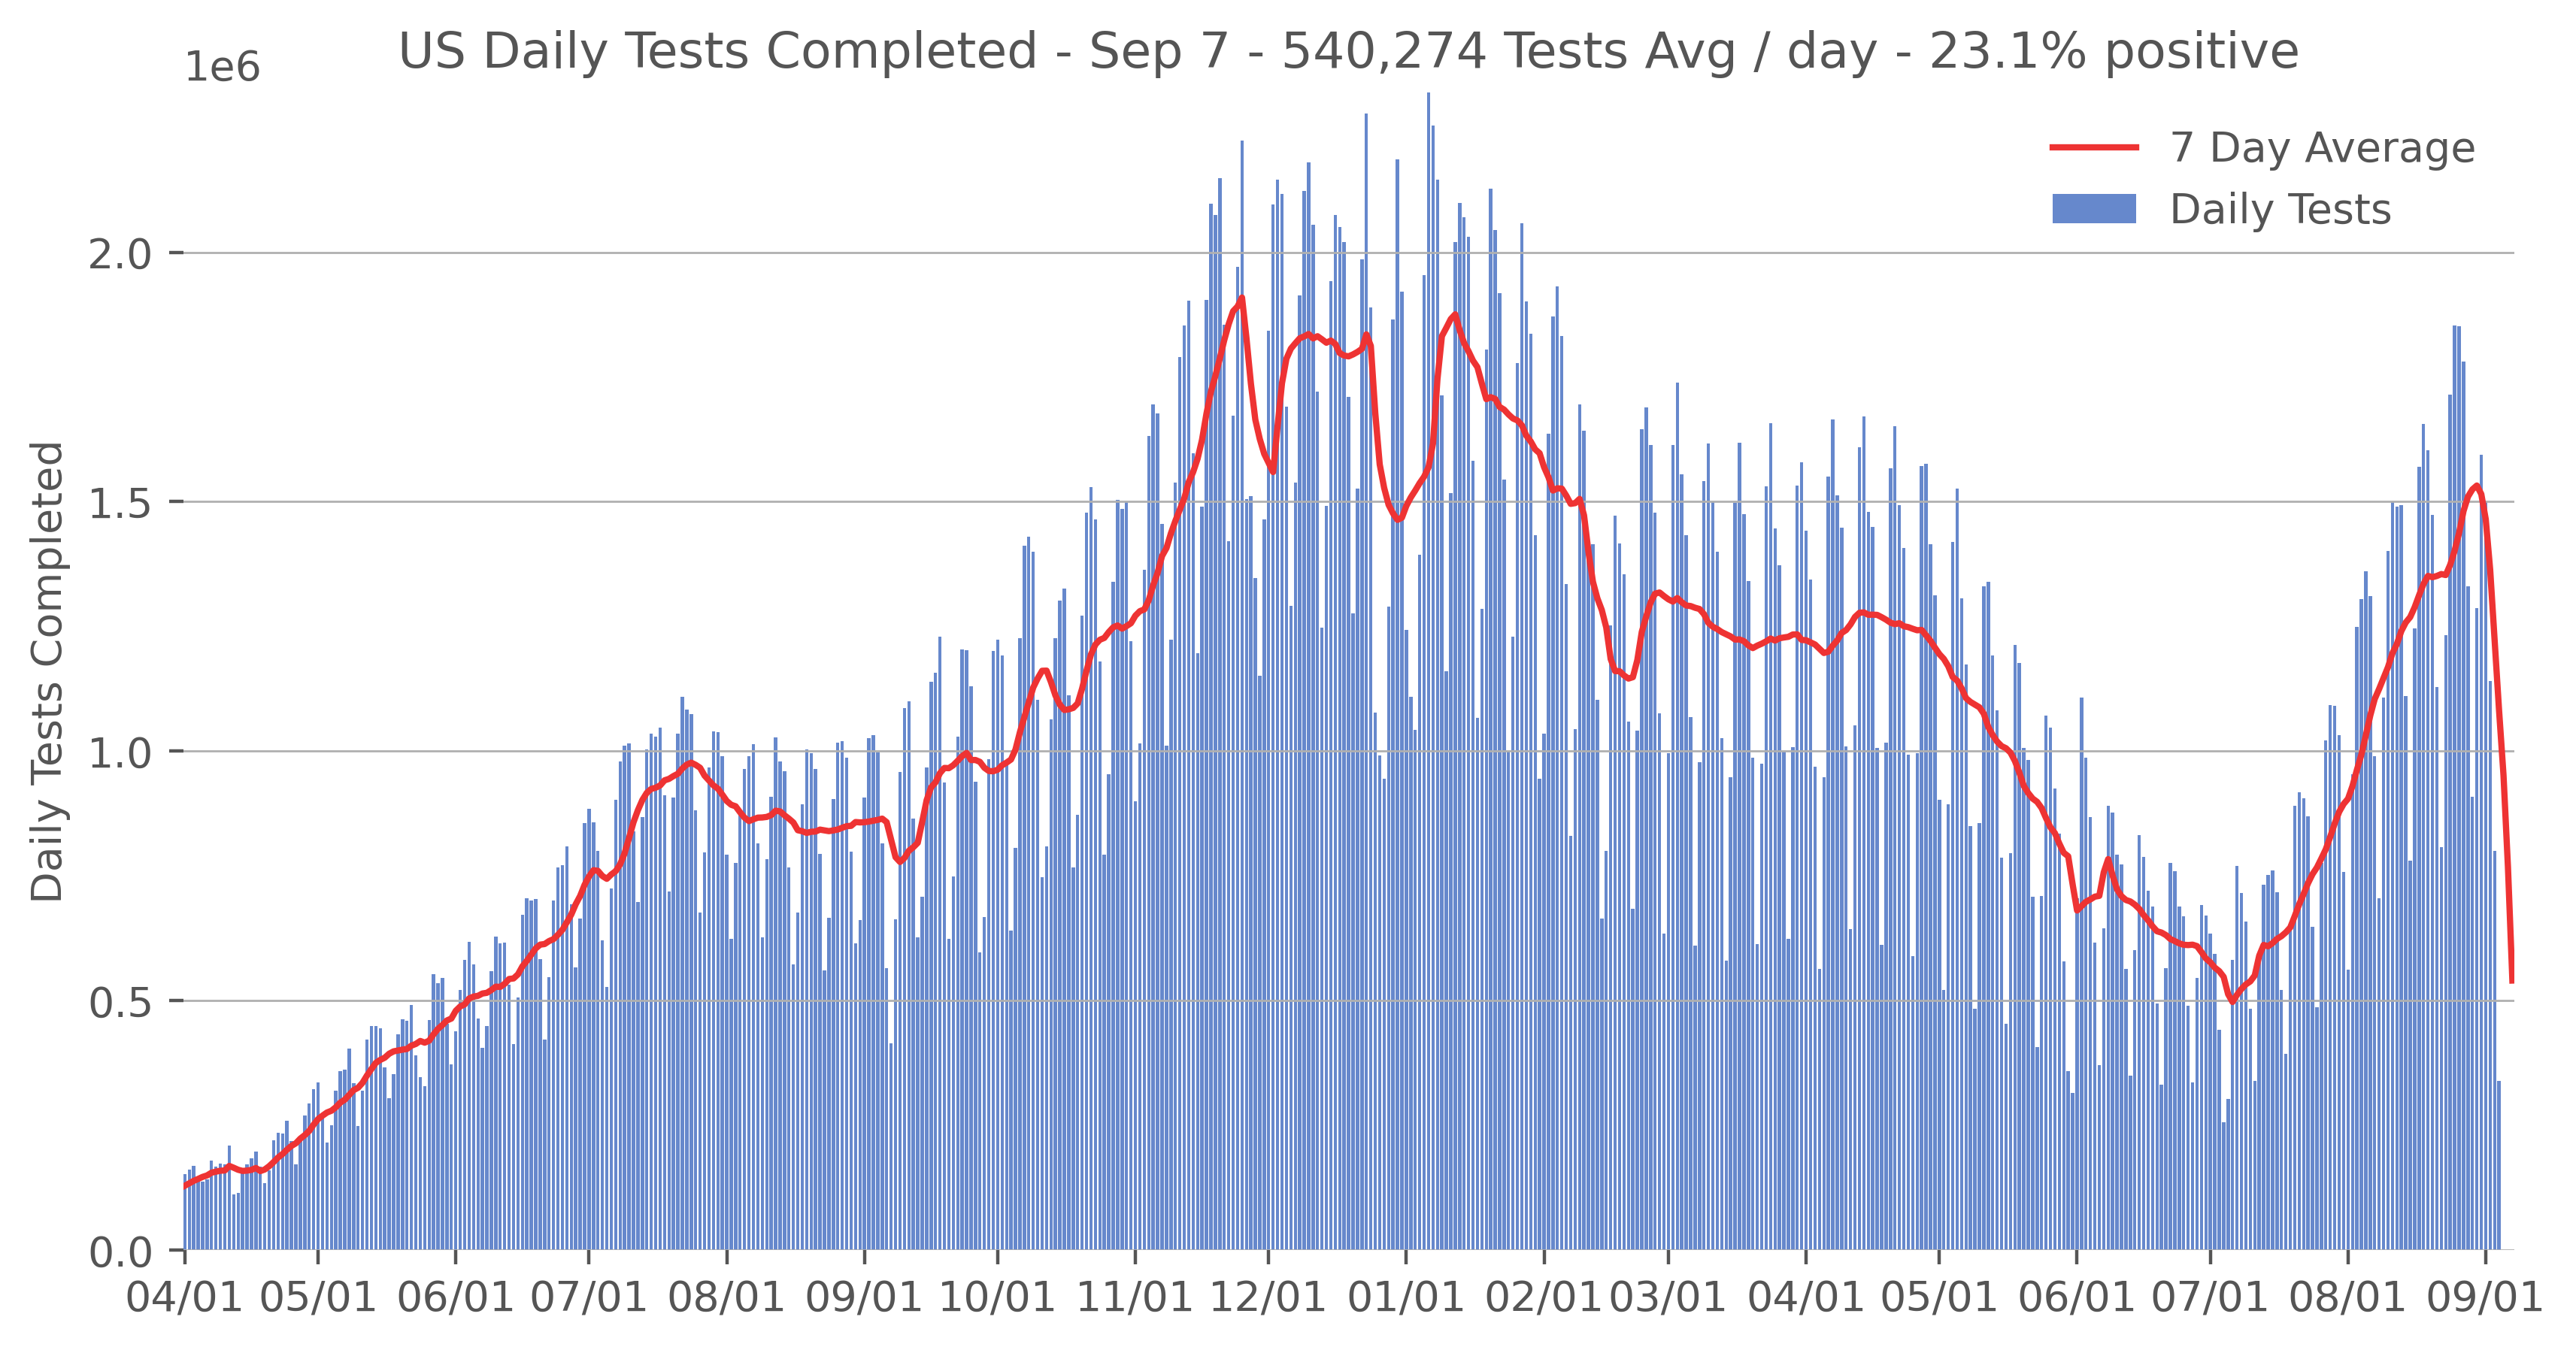 US Daily Tests Completed - Sep 7 - 540,274 Tests Avg / day - 23.1% positive
1e6
7 Day Average
Daily Tests
2.0
1.5
1.0
0.5
0.0
Daily Tests Completed
04/01 05/01 06/01 07/01 08/01 09/01 10/01 11/01 12/01 01/01 02/01 03/01 04/01 05/01 06/01 07/01 08/01 09/01